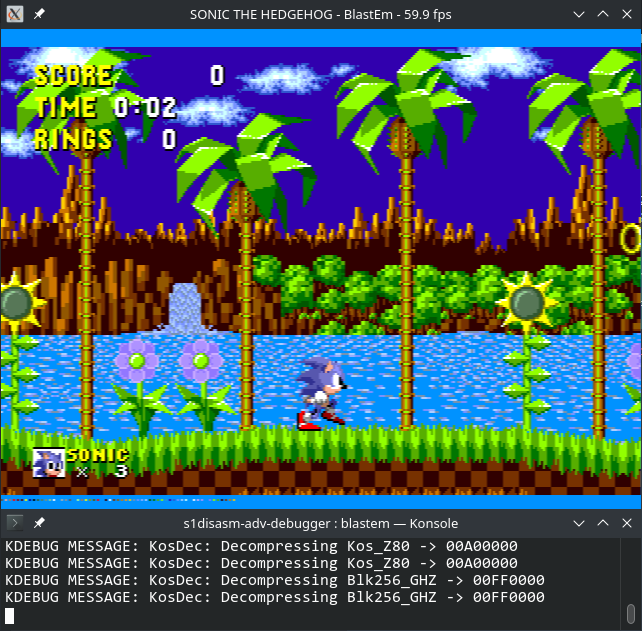 SONIC THE HEDGEHOG - BlastEm - 59.9 fps
SCORE 0
TIME 0:02
RINGS 0
SONIC
× 3
s1disasm-adv-debugger : blastem — Konsole
KDEBUG MESSAGE: KosDec: Decompressing Kos_Z80 -> 00A00000
KDEBUG MESSAGE: KosDec: Decompressing Kos_Z80 -> 00A00000
KDEBUG MESSAGE: KosDec: Decompressing Blk256_GHZ -> 00FF0000
KDEBUG MESSAGE: KosDec: Decompressing Blk256_GHZ -> 00FF0000